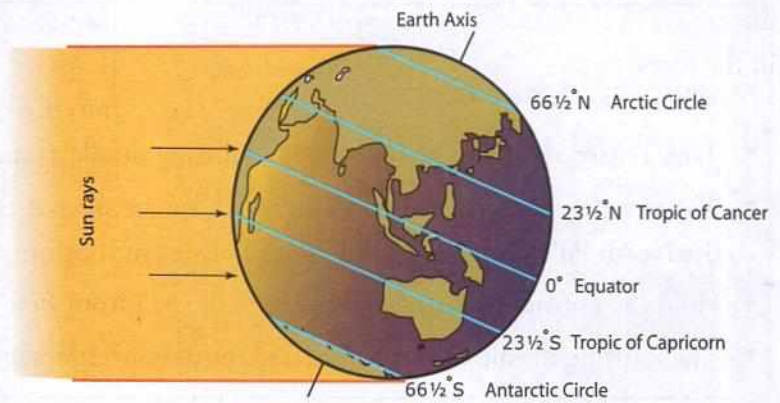 Earth Axis
66½°N Arctic Circle
Sun rays
23½°N Tropic of Cancer
0° Equator
23½°S Tropic of Capricorn
66½°S Antarctic Circle